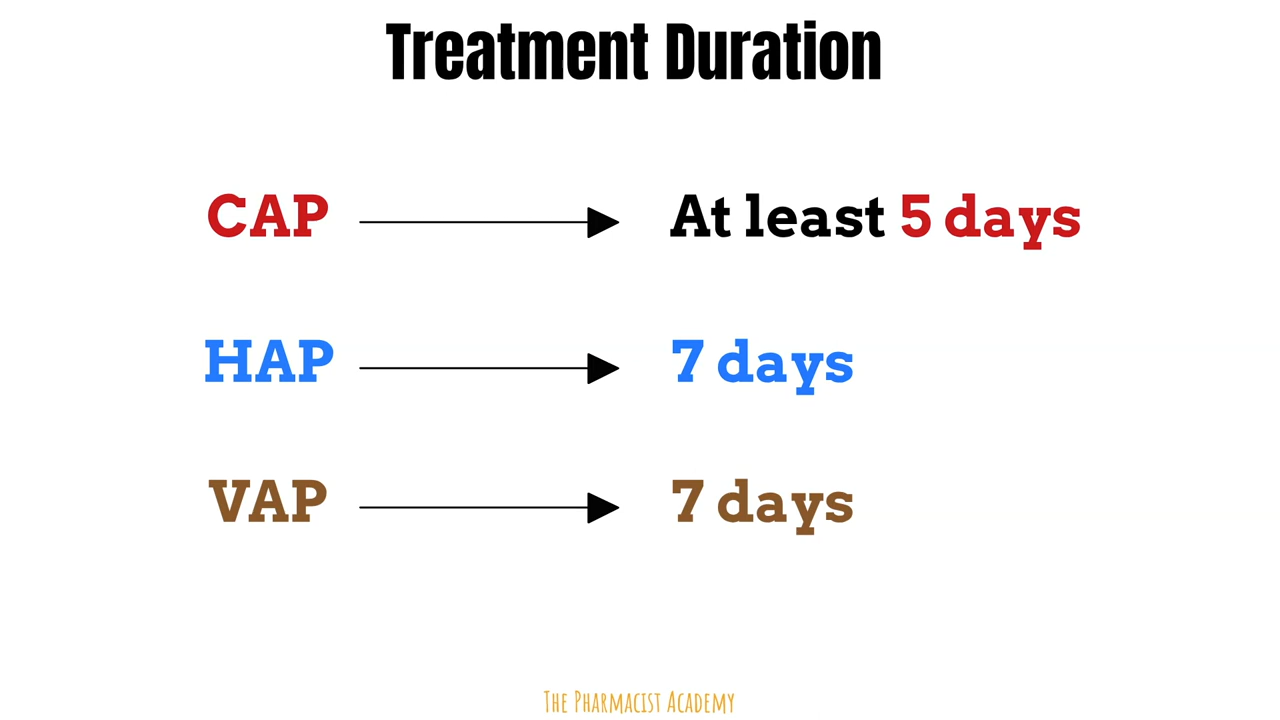 Treatment Duration
CAP At least 5 days
HAP 7 days
VAP 7 days
The Pharmacist Academy